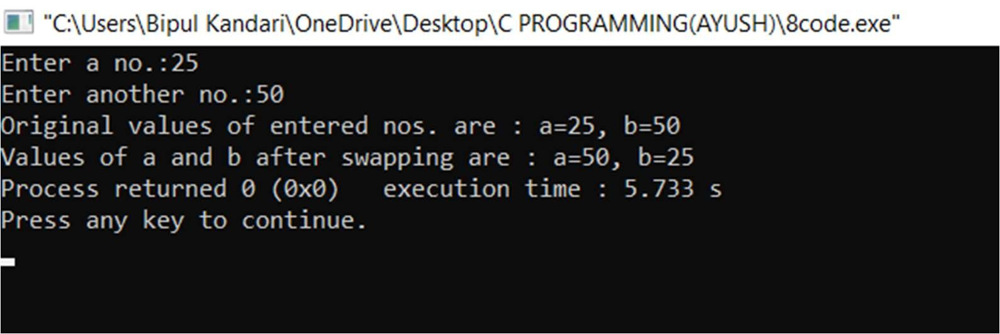 "C:\Users\Bipul Kandari\OneDrive\Desktop\C PROGRAMMING(AYUSH)\8code.exe"
Enter a no.:25
Enter another no.:50
Original values of entered nos. are : a=25, b=50
Values of a and b after swapping are : a=50, b=25
Process returned 0 (0x0)   execution time : 5.733 s
Press any key to continue.